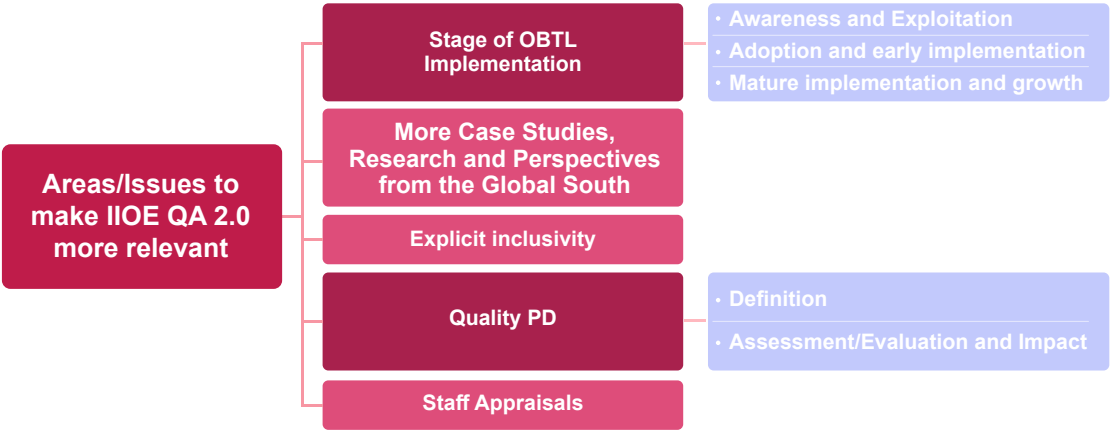 Areas/Issues to
make IIOE QA 2.0
more relevant
Stage of OBTL
Implementation
· Awareness and Exploitation
· Adoption and early implementation
· Mature implementation and growth
More Case Studies,
Research and Perspectives
from the Global South
Explicit inclusivity
Quality PD
· Definition
· Assessment/Evaluation and Impact
Staff Appraisals